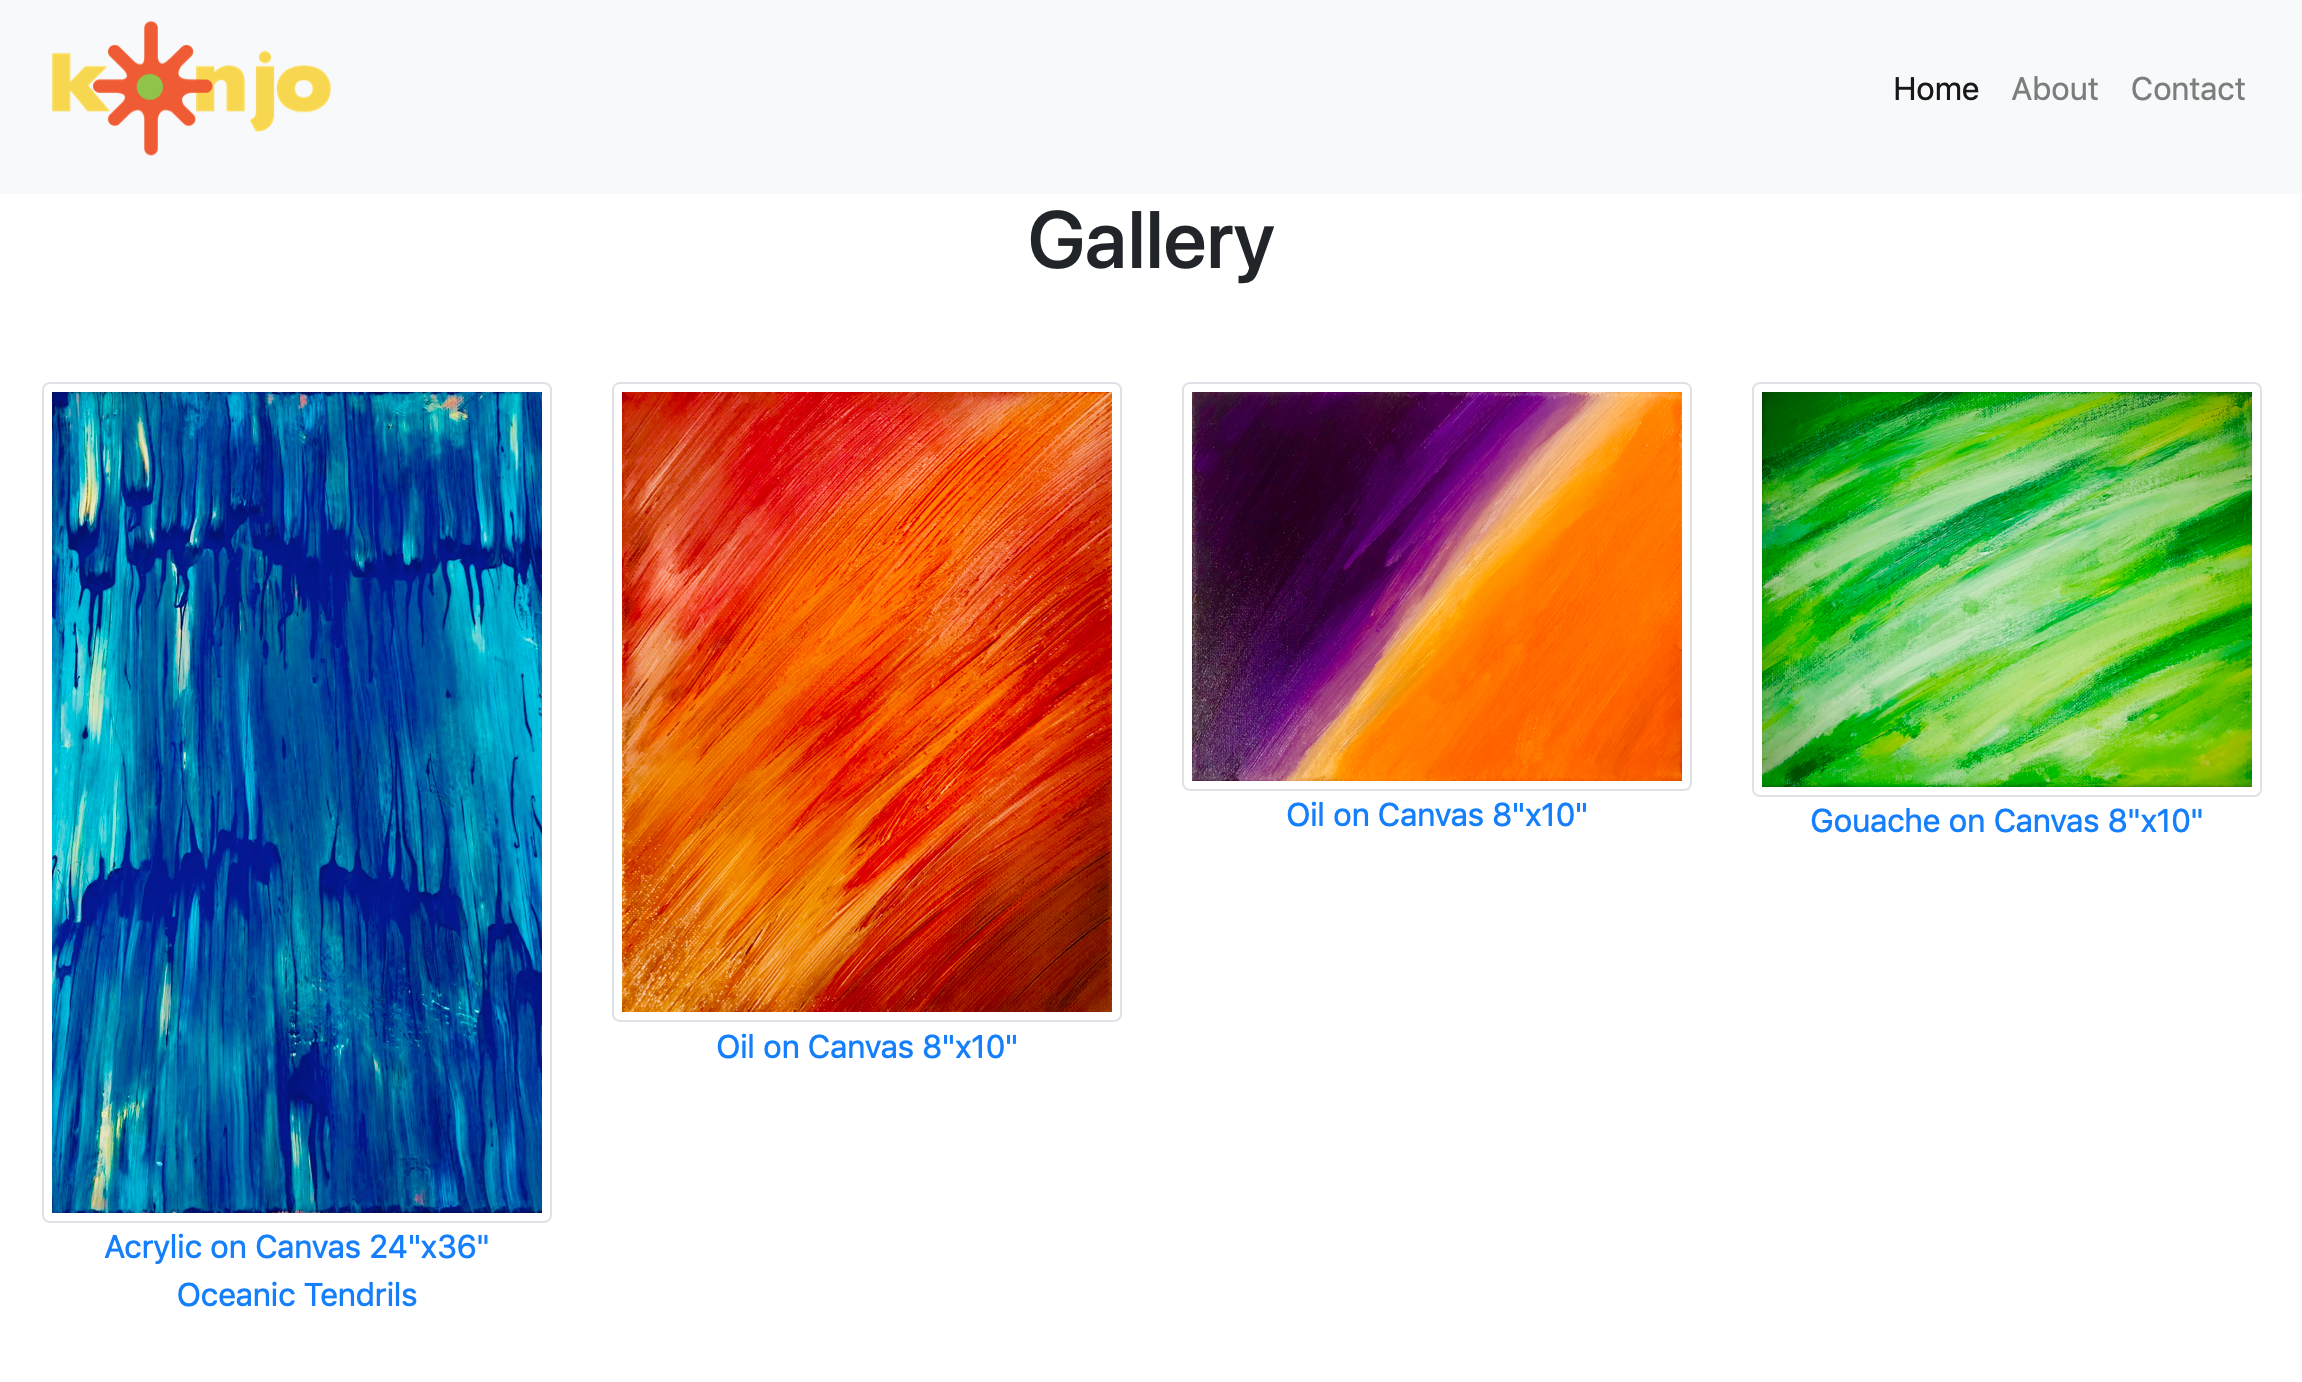 konjo
Home About Contact
Gallery
Oil on Canvas 8"x10"
Gouache on Canvas 8"x10"
Oil on Canvas 8"x10"
Acrylic on Canvas 24"x36"
Oceanic Tendrils